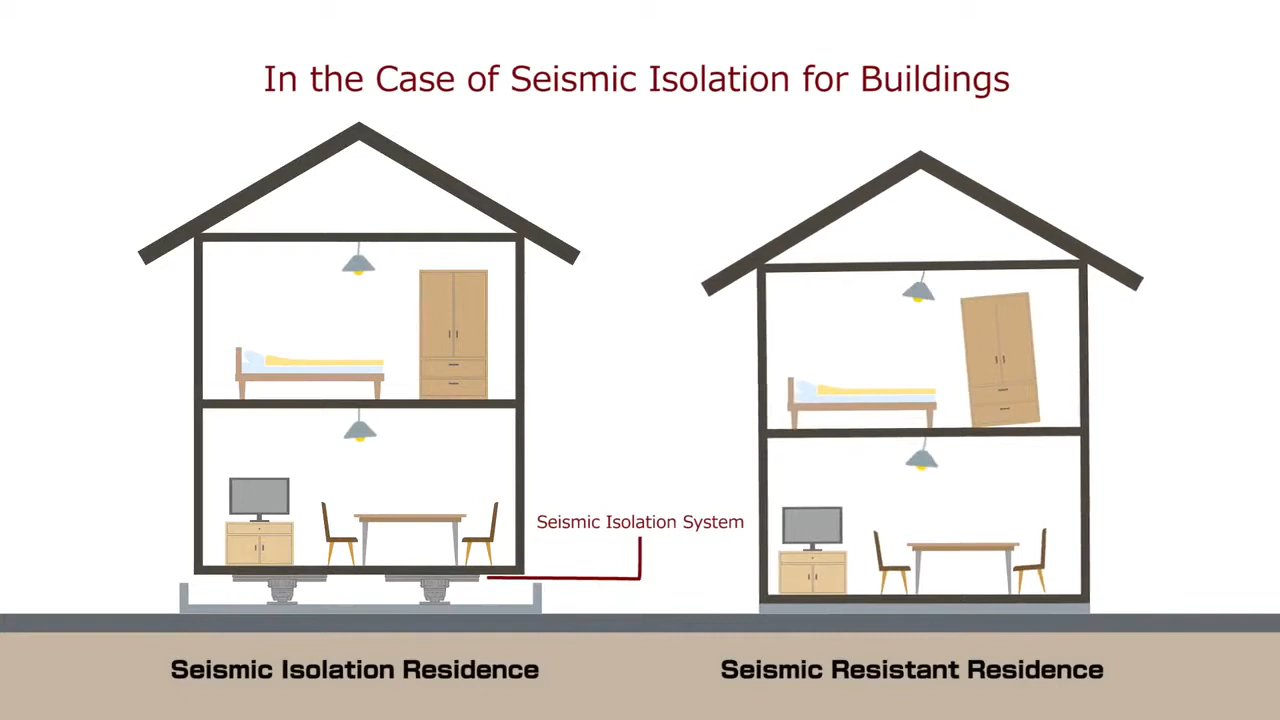 In the Case of Seismic Isolation for Buildings
Seismic Isolation System
Seismic Isolation Residence
Seismic Resistant Residence